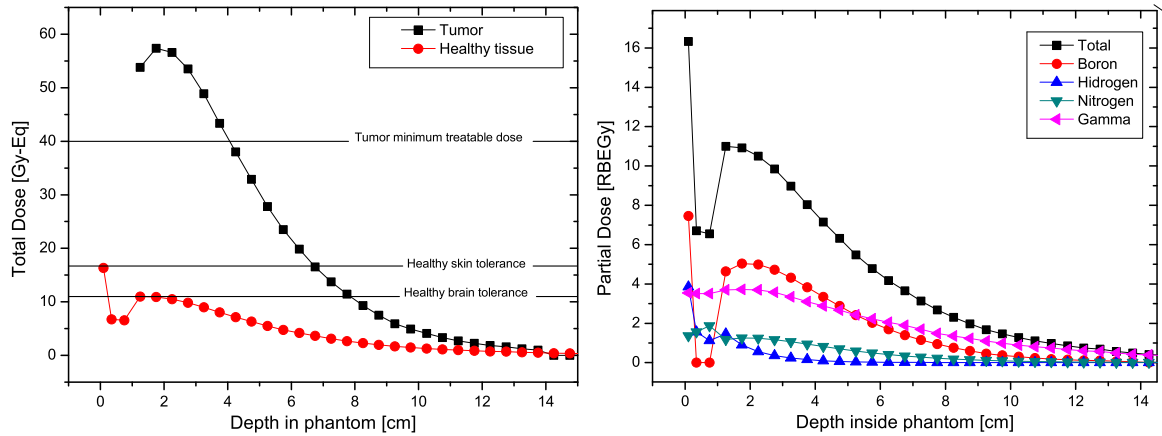 60
50
40
30
20
10
0
Total Dose [Gy-Eq]
Tumor
Healthy tissue
Tumor minimum treatable dose
Healthy skin tolerance
Healthy brain tolerance
0 2 4 6 8 10 12 14
Depth in phantom [cm]
16
14
12
10
8
6
4
2
0
Partial Dose [RBEGy]
Total
Boron
Hidrogen
Nitrogen
Gamma
0 2 4 6 8 10 12 14
Depth inside phantom [cm]